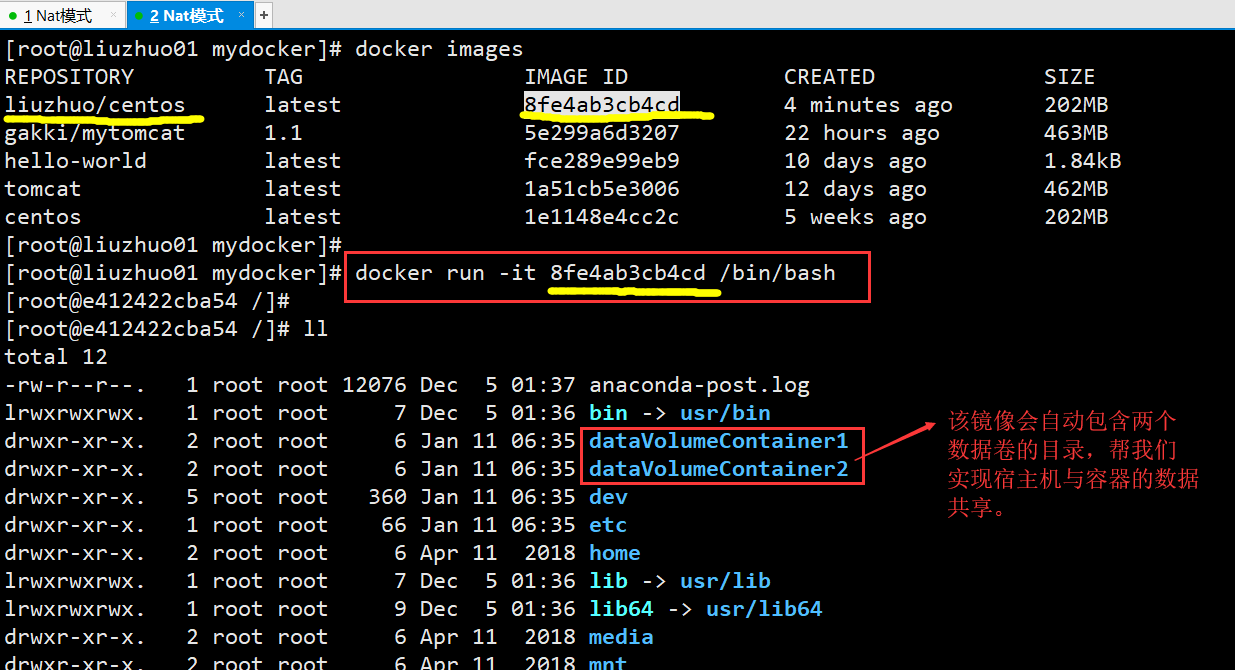 1 Nat模式 × 2 Nat模式 × +
[root@liuzhuo01 mydocker]# docker images
REPOSITORY TAG IMAGE ID CREATED SIZE
liuzhuo/centos latest 8fe4ab3cb4cd 4 minutes ago 202MB
gakki/mytomcat 1.1 5e299a6d3207 22 hours ago 463MB
hello-world latest fce289e99eb9 10 days ago 1.84kB
tomcat latest 1a51cb5e3006 12 days ago 462MB
centos latest 1e1148e4cc2c 5 weeks ago 202MB
[root@liuzhuo01 mydocker]#
[root@liuzhuo01 mydocker]# docker run -it 8fe4ab3cb4cd /bin/bash
[root@e412422cba54 /]#
[root@e412422cba54 /]# ll
total 12
-rw-r--r--. 1 root root 12076 Dec 5 01:37 anaconda-post.log
lrwxrwxrwx. 1 root root 7 Dec 5 01:36 bin -> usr/bin
drwxr-xr-x. 2 root root 6 Jan 11 06:35 dataVolumeContainer1
drwxr-xr-x. 2 root root 6 Jan 11 06:35 dataVolumeContainer2
drwxr-xr-x. 5 root root 360 Jan 11 06:35 dev
drwxr-xr-x. 1 root root 66 Jan 11 06:35 etc
drwxr-xr-x. 2 root root 6 Apr 11 2018 home
lrwxrwxrwx. 1 root root 7 Dec 5 01:36 lib -> usr/lib
lrwxrwxrwx. 1 root root 9 Dec 5 01:36 lib64 -> usr/lib64
drwxr-xr-x. 2 root root 6 Apr 11 2018 media
drwxr-xr-x. 2 root root 6 Apr 11 2018 mnt
该镜像会自动包含两个
数据卷的目录，帮我们
实现宿主机与容器的数据
共享。